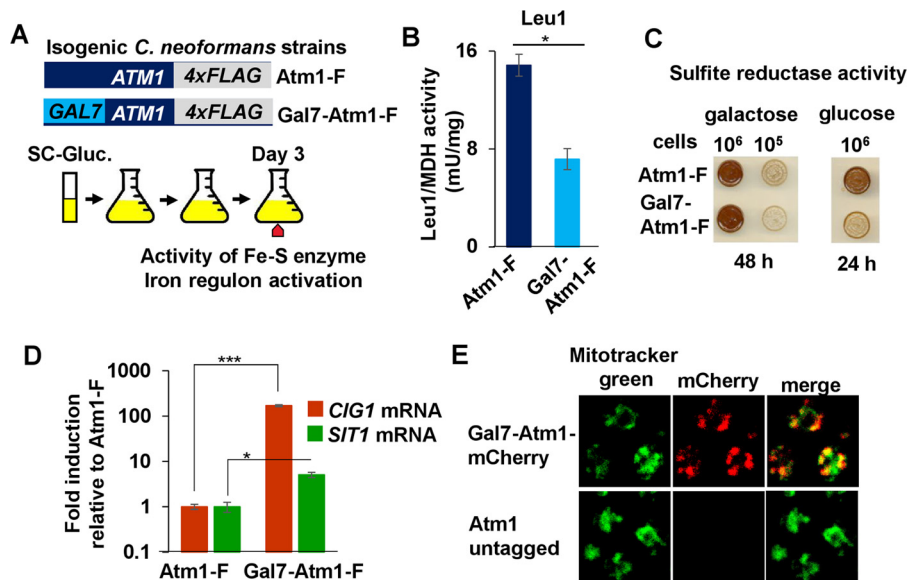 A
Isogenic C. neoformans strains
ATM1 4xFLAG Atm1-F
GAL7 ATM1 4xFLAG Gal7-Atm1-F
SC-Gluc.
Day 3
Activity of Fe-S enzyme
Iron regulon activation
B
Leu1
*
Leu1/MDH activity
(mU/mg)
16
8
0
Atm1-F
Gal7-
Atm1-F
C
Sulfite reductase activity
galactose glucose
cells 10⁶ 10⁵ 10⁶
Atm1-F
Gal7-
Atm1-F
48 h 24 h
D
Fold induction
relative to Atm1-F
1000
100
10
1
0.1
***
*
CIG1 mRNA
SIT1 mRNA
Atm1-F Gal7-Atm1-F
E
Mitotracker
green mCherry merge
Gal7-Atm1-
mCherry
Atm1
untagged